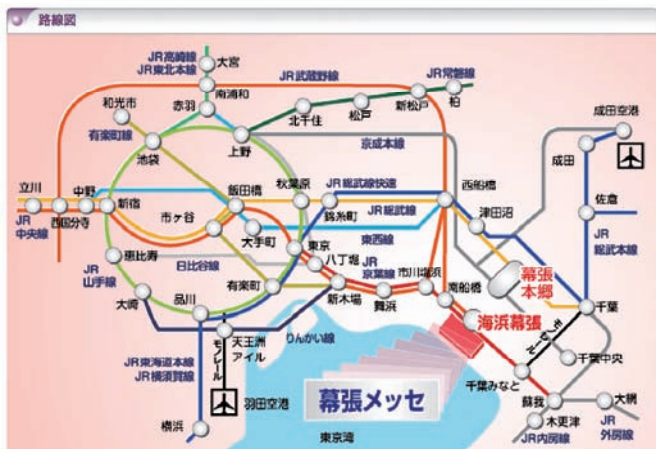 路線図
JR高崎線
JR東北本線
大宮
JR武蔵野線
JR常磐線
南浦和
和光市
赤羽
北千住
松戸
新松戸
柏
有楽町線
上野
京成本線
成田空港
池袋
成田
立川
中野
飯田橋
秋葉原
JR総武線快速
西船橋
JR
中央線
西国分寺
新宿
市ヶ谷
錦糸町
JR総武線
津田沼
佐倉
大手町
東西線
JR
総武本線
恵比寿
東京
八丁堀
幕張
本郷
JR
山手線
日比谷線
JR
京葉線
市川塩浜
南船橋
有楽町
新木場
舞浜
千葉
大崎
品川
海浜幕張
モノレール
天王洲
アイル
りんかい線
千葉中央
JR東海道本線
JR横須賀線
モノレール
千葉みなと
蘇我
羽田空港
幕張メッセ
大網
木更津
JR
外房線
横浜
東京湾
JR内房線